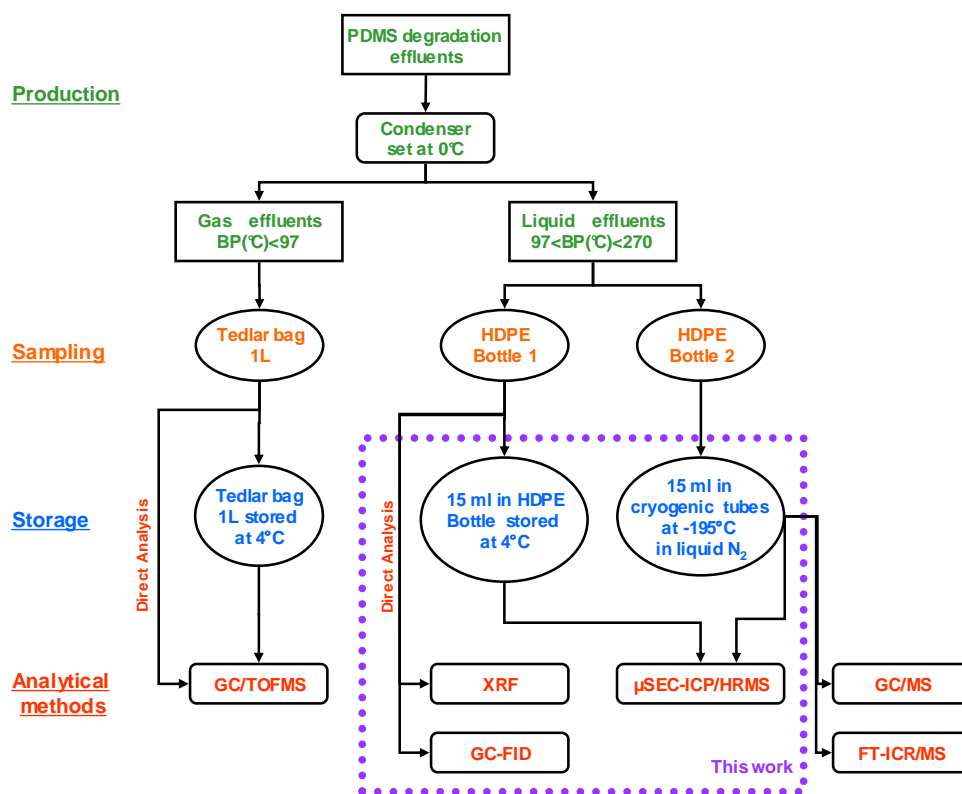 PDMS degradation
effluents
Production
Condenser
set at 0°C
Gas effluents
BP(°C)<97
Liquid effluents
97<BP(°C)<270
Sampling
Tedlar bag
1L
HDPE
Bottle 1
HDPE
Bottle 2
Storage
Direct Analysis
Tedlar bag
1L stored
at 4°C
Direct Analysis
15 ml in HDPE
Bottle stored
at 4°C
15 ml in
cryogenic tubes
at -195°C
in liquid N₂
Analytical
methods
GC/TOFMS
XRF
µSEC-ICP/HRMS
GC/MS
GC-FID
This work
FT-ICR/MS